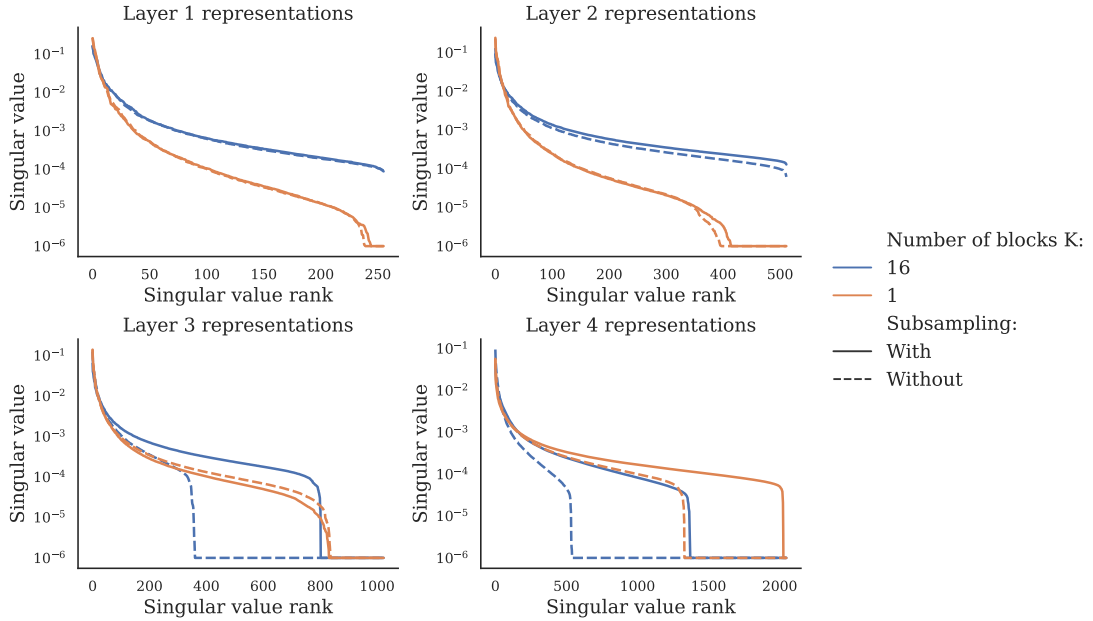 Layer 1 representations
Singular value
10⁻¹
10⁻²
10⁻³
10⁻⁴
10⁻⁵
10⁻⁶
0 50 100 150 200 250
Singular value rank
Layer 2 representations
Singular value
10⁻¹
10⁻²
10⁻³
10⁻⁴
10⁻⁵
10⁻⁶
0 100 200 300 400 500
Singular value rank
Layer 3 representations
Singular value
10⁻¹
10⁻²
10⁻³
10⁻⁴
10⁻⁵
10⁻⁶
0 200 400 600 800 1000
Singular value rank
Layer 4 representations
Singular value
10⁻¹
10⁻²
10⁻³
10⁻⁴
10⁻⁵
10⁻⁶
0 500 1000 1500 2000
Singular value rank
Number of blocks K:
16
1
Subsampling:
With
Without